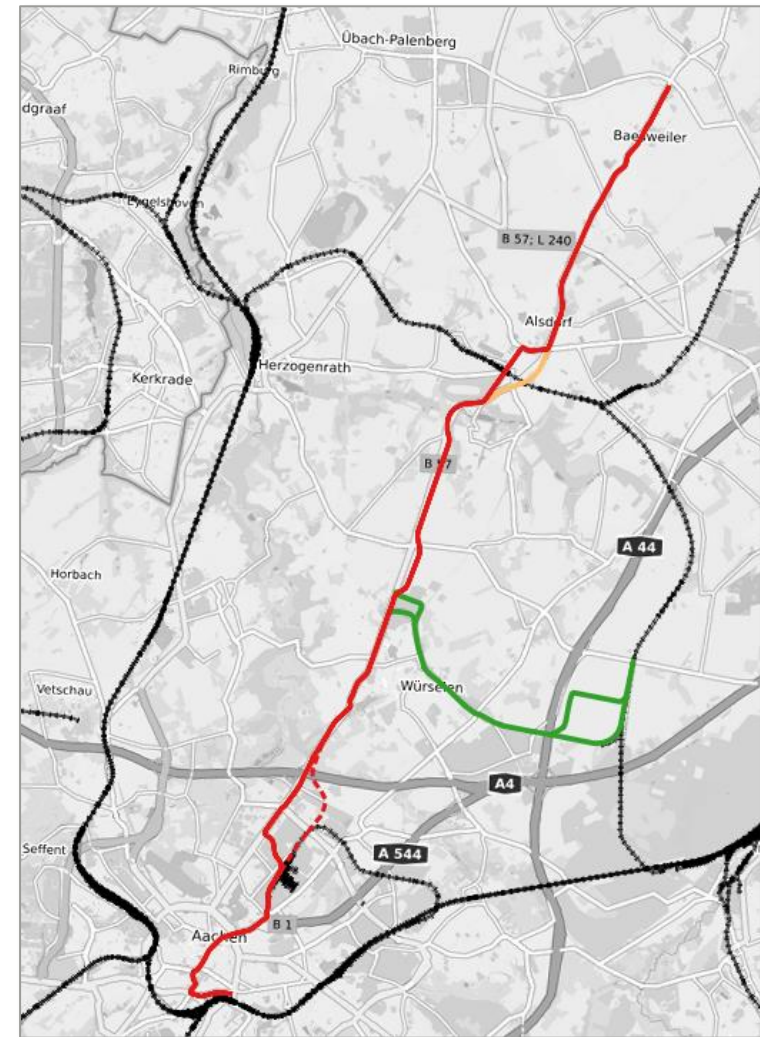 Übach-Palenberg
Rimburg
dgraaf
Baesweiler
Eygelshoven
B 57; L 240
Alsdorf
Herzogenrath
Kerkrade
B 57
A 44
Horbach
Vetschau
Würselen
A4
Seffent
A 544
B 1
Aachen